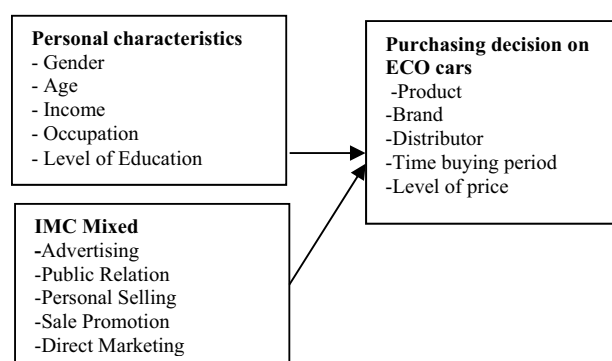 Personal characteristics
- Gender
- Age
- Income
- Occupation
- Level of Education
IMC Mixed
-Advertising
-Public Relation
-Personal Selling
-Sale Promotion
-Direct Marketing
Purchasing decision on
ECO cars
-Product
-Brand
-Distributor
-Time buying period
-Level of price